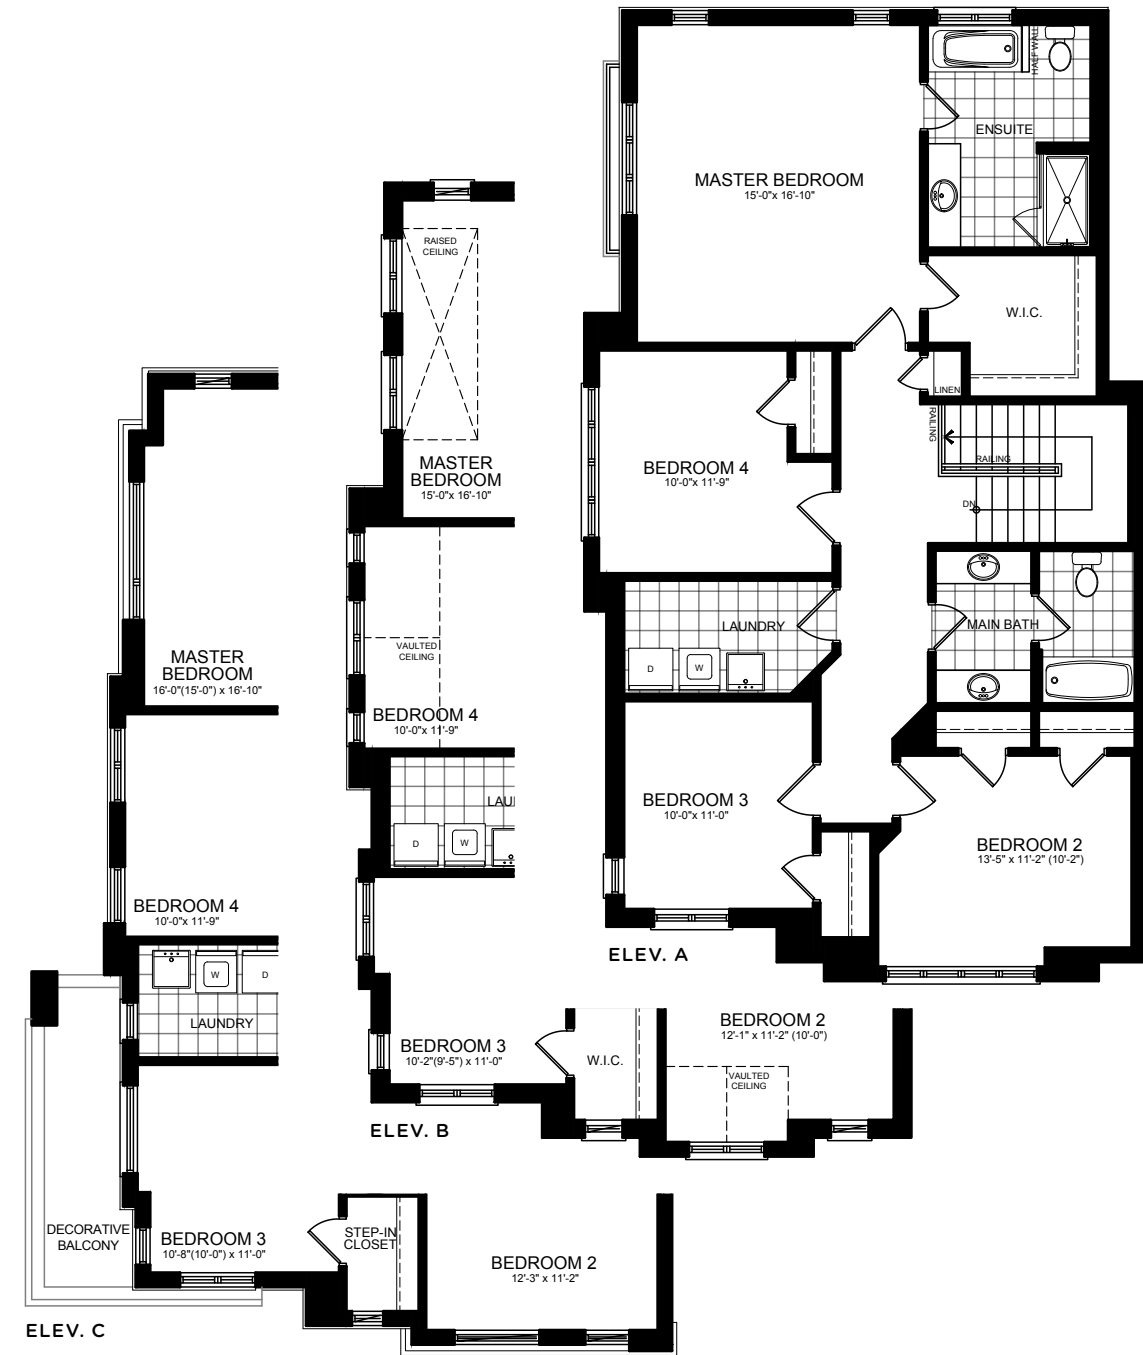 HALF WALL
ENSUITE
MASTER BEDROOM
15'-0"x 16'-10"
W.I.C.
LINEN
RAILING
RAILING
DN
BEDROOM 4
10'-0"x 11'-9"
LAUNDRY
D
W
MAIN BATH
BEDROOM 3
10'-0"x 11'-0"
BEDROOM 2
13'-5" x 11'-2" (10'-2")
ELEV. A
RAISED
CEILING
MASTER
BEDROOM
15'-0"x 16'-10"
VAULTED
CEILING
BEDROOM 4
10'-0"x 11'-9"
LAU
D
W
BEDROOM 3
10'-2"(9'-5") x 11'-0"
W.I.C.
BEDROOM 2
12'-1" x 11'-2" (10'-0")
VAULTED
CEILING
ELEV. B
MASTER
BEDROOM
16'-0"(15'-0") x 16'-10"
BEDROOM 4
10'-0"x 11'-9"
W
D
LAUNDRY
DECORATIVE
BALCONY
BEDROOM 3
10'-8"(10'-0") x 11'-0"
STEP-IN
CLOSET
BEDROOM 2
12'-3" x 11'-2"
ELEV. C